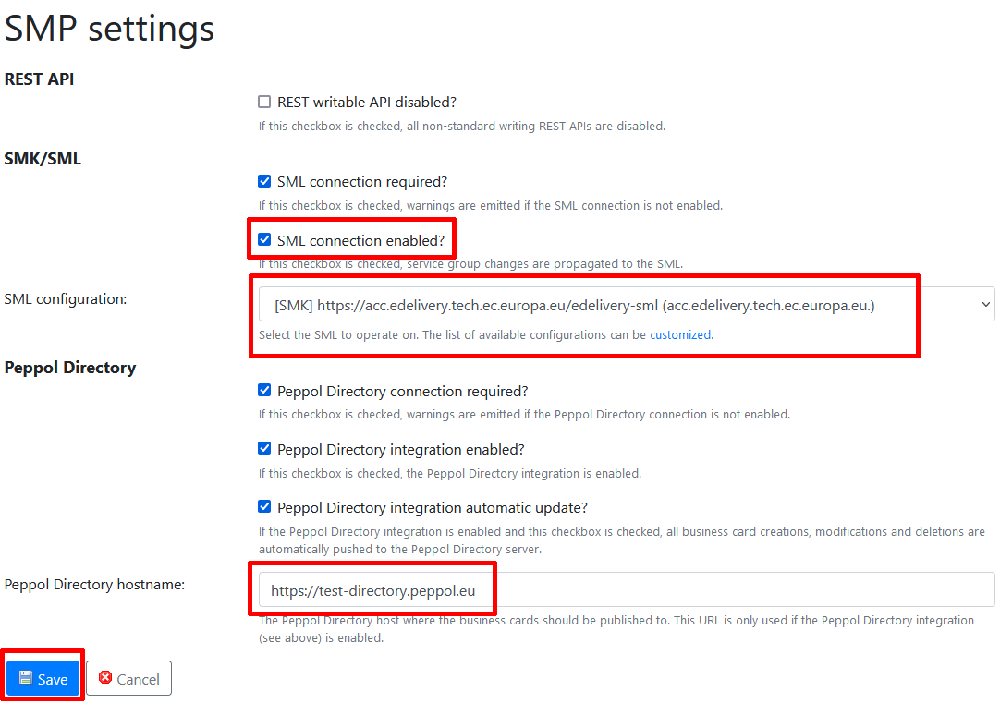 SMP settings
REST API
REST writable API disabled?
If this checkbox is checked, all non-standard writing REST APIs are disabled.
SMK/SML
SML connection required?
If this checkbox is checked, warnings are emitted if the SML connection is not enabled.
SML connection enabled?
If this checkbox is checked, service group changes are propagated to the SML.
SML configuration:
[SMK] https://acc.edelivery.tech.ec.europa.eu/edelivery-sml (acc.edelivery.tech.ec.europa.eu.)
Select the SML to operate on. The list of available configurations can be customized.
Peppol Directory
Peppol Directory connection required?
If this checkbox is checked, warnings are emitted if the Peppol Directory connection is not enabled.
Peppol Directory integration enabled?
If this checkbox is checked, the Peppol Directory integration is enabled.
Peppol Directory integration automatic update?
If the Peppol Directory integration is enabled and this checkbox is checked, all business card creations, modifications and deletions are
automatically pushed to the Peppol Directory server.
Peppol Directory hostname:
https://test-directory.peppol.eu
The Peppol Directory host where the business cards should be published to. This URL is only used if the Peppol Directory integration
(see above) is enabled.
Save
Cancel